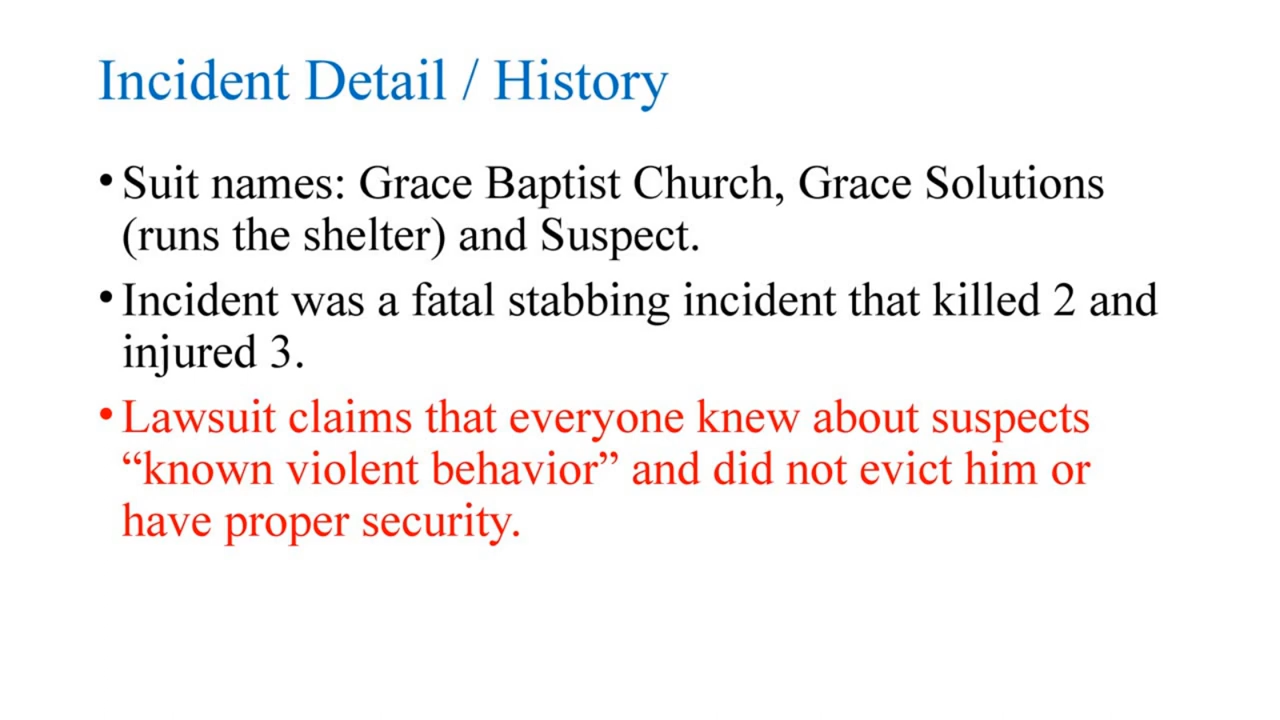 Incident Detail / History
• Suit names: Grace Baptist Church, Grace Solutions
(runs the shelter) and Suspect.
• Incident was a fatal stabbing incident that killed 2 and
injured 3.
• Lawsuit claims that everyone knew about suspects
“known violent behavior” and did not evict him or
have proper security.